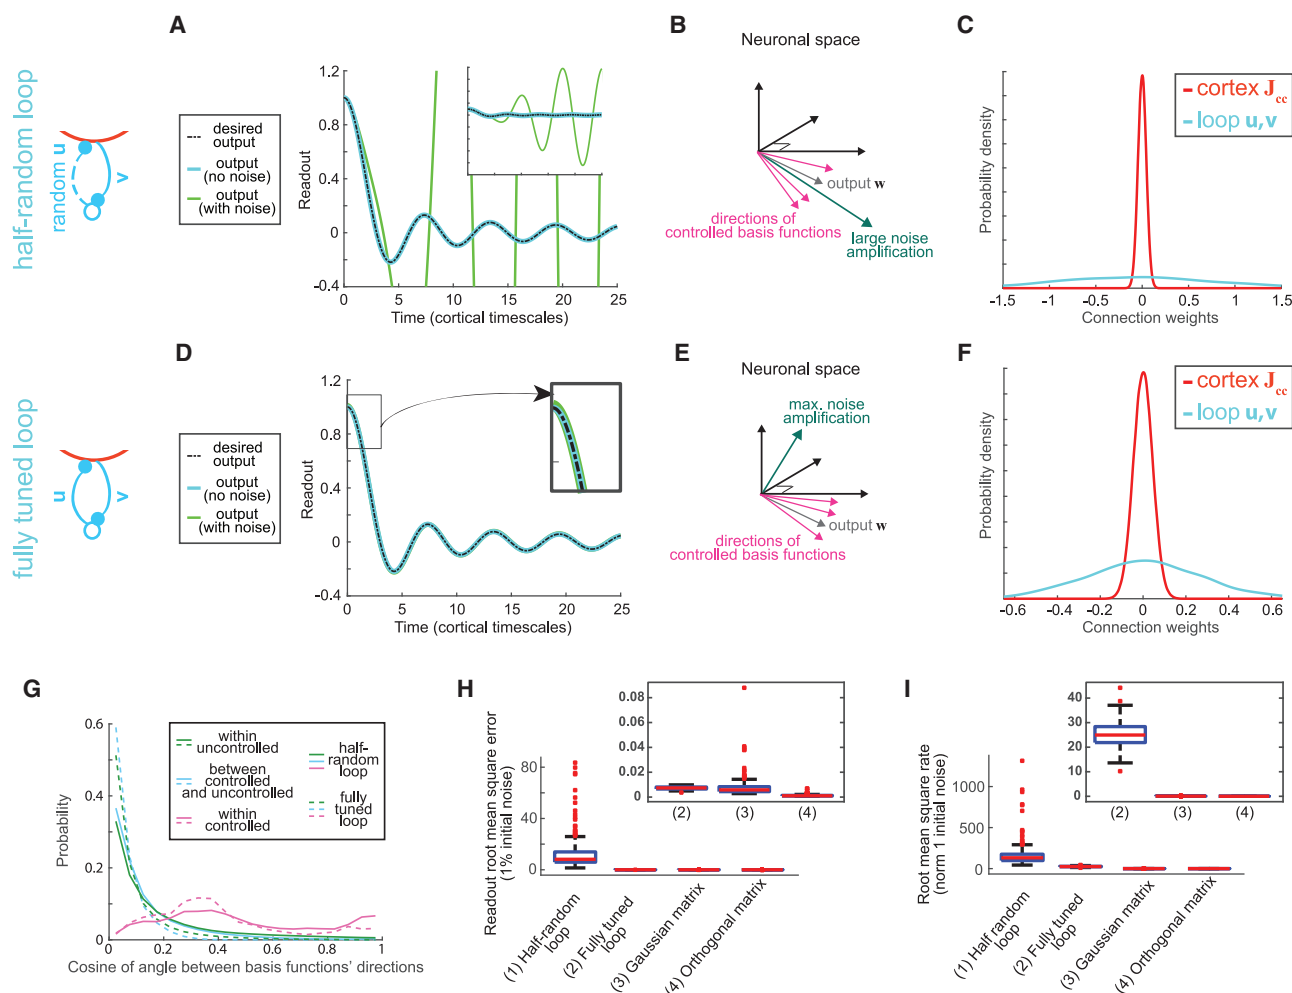 half-random loop
random u
v
A
desired
output
output
(no noise)
output
(with noise)
Readout
1.2
0.8
0.4
0
-0.4
0
5
10
15
20
25
Time (cortical timescales)
B
Neuronal space
output w
directions of
controlled basis functions
large noise
amplification
C
Probability density
cortex Jcc
loop u,v
-1.5
-1
-0.5
0
0.5
1
1.5
Connection weights
fully tuned loop
u
v
D
desired
output
output
(no noise)
output
(with noise)
Readout
1.2
0.8
0.4
0
-0.4
0
5
10
15
20
25
Time (cortical timescales)
E
Neuronal space
max. noise
amplification
output w
directions of
controlled basis functions
F
Probability density
cortex Jcc
loop u,v
-0.6
-0.4
-0.2
0
0.2
0.4
0.6
Connection weights
G
Probability
0.6
0.4
0.2
0
0
0.2
0.4
0.6
0.8
1
Cosine of angle between basis functions' directions
within
uncontrolled
between
controlled
and uncontrolled
within
controlled
half-
random
loop
fully
tuned
loop
H
Readout root mean square error
(1% initial noise)
80
40
0
0.08
0.04
0.02
0
(2)
(3)
(4)
(1) Half-random
loop
(2) Fully tuned
loop
(3) Gaussian matrix
(4) Orthogonal matrix
I
Root mean square rate
(norm 1 initial noise)
1000
500
0
40
30
20
10
0
(2)
(3)
(4)
(1) Half random
loop
(2) Fully tuned
loop
(3) Gaussian matrix
(4) Orthogonal matrix